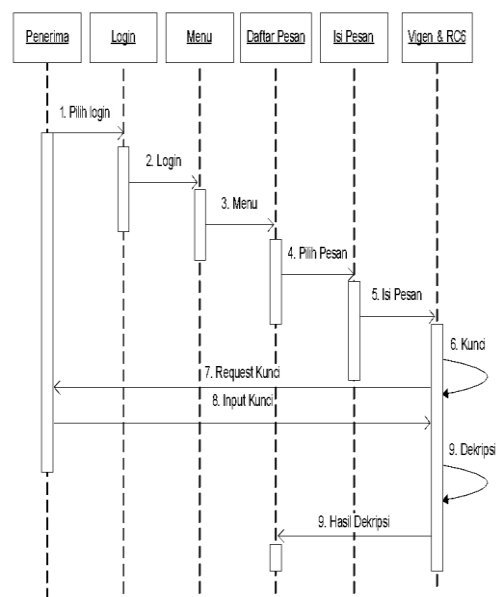 Penerima
Login
Menu
Daftar Pesan
Isi Pesan
Vigen & RC6
1. Pilih login
2. Login
3. Menu
4. Pilih Pesan
5. Isi Pesan
6. Kunci
7. Request Kunci
8. Input Kunci
9. Dekripsi
9. Hasil Dekripsi